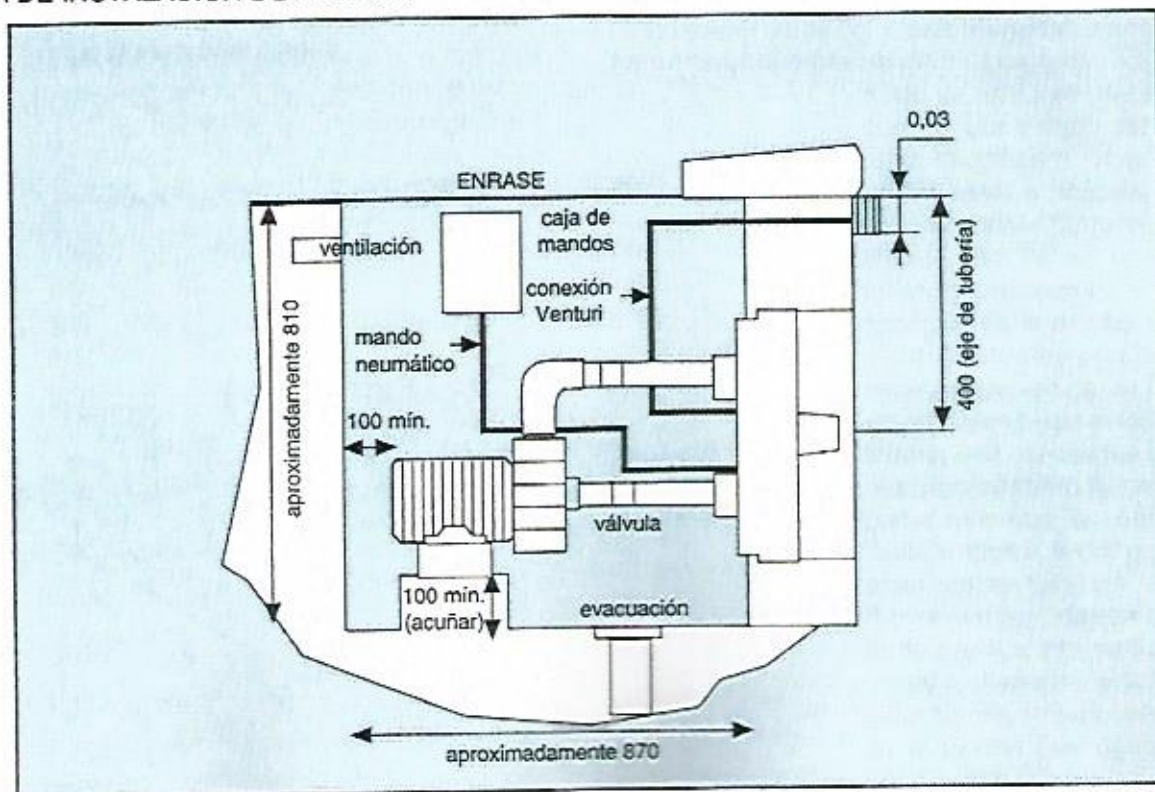 0,03
ENRASE
caja de
mandos
ventilación
conexión
Venturi
400 (eje de tubería)
mando
neumático
aproximadamente 810
100 mín.
válvula
100 mín.
(acuñar)
evacuación
aproximadamente 870